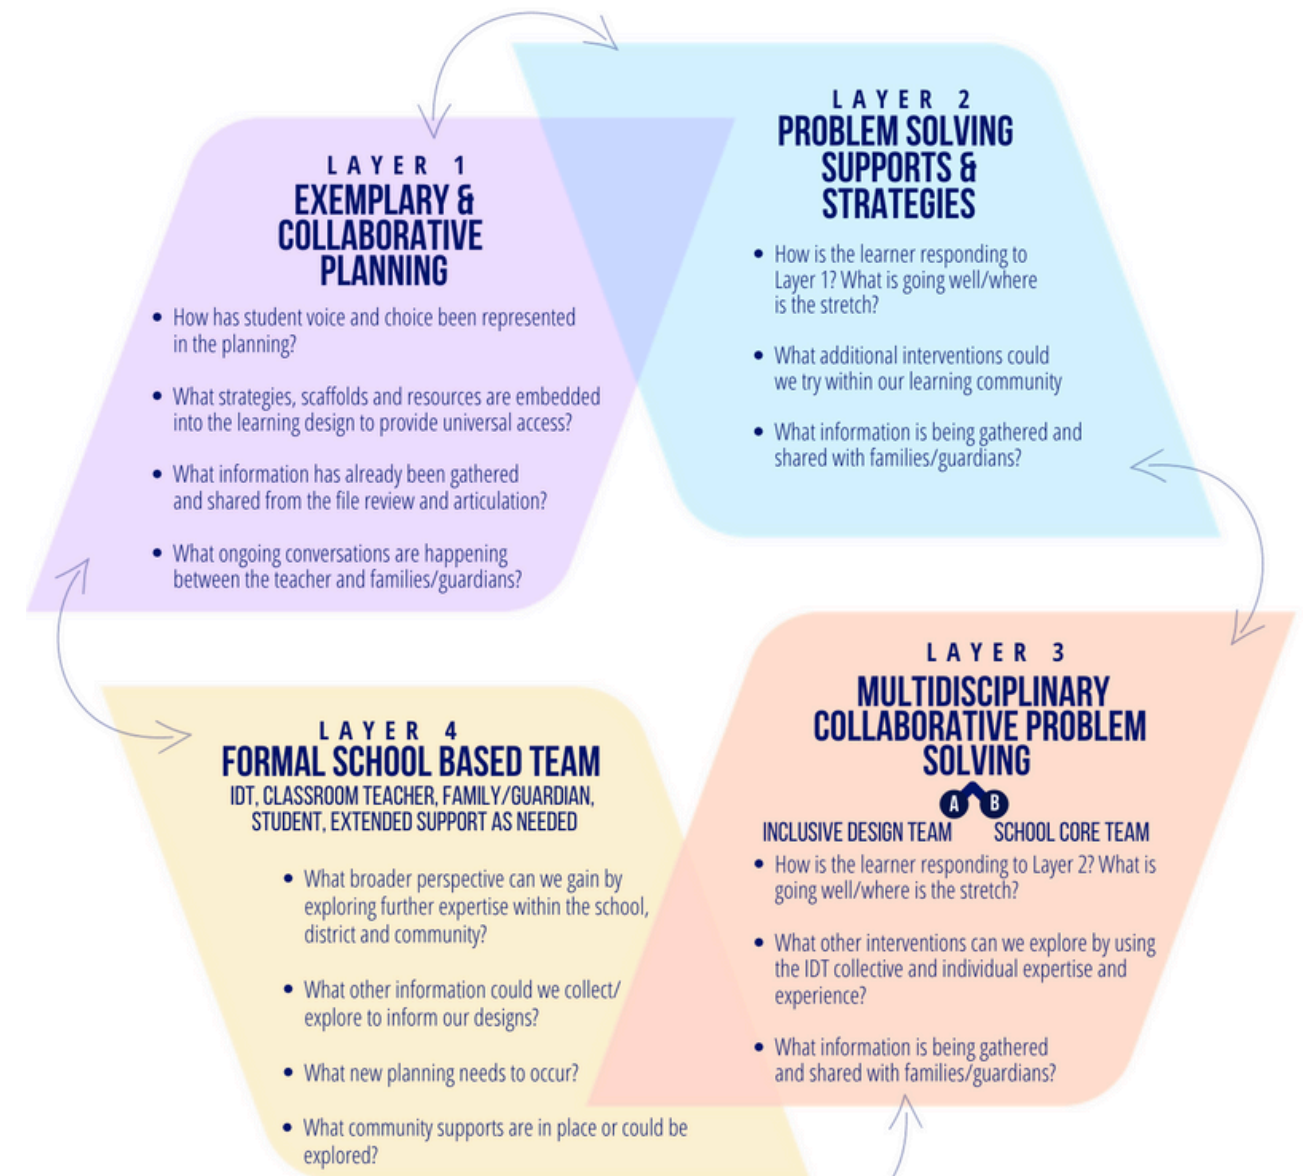 LAYER 1
EXEMPLARY &
COLLABORATIVE
PLANNING
• How has student voice and choice been represented
in the planning?
• What strategies, scaffolds and resources are embedded
into the learning design to provide universal access?
• What information has already been gathered
and shared from the file review and articulation?
• What ongoing conversations are happening
between the teacher and families/guardians?
LAYER 2
PROBLEM SOLVING
SUPPORTS &
STRATEGIES
• How is the learner responding to
Layer 1? What is going well/where
is the stretch?
• What additional interventions could
we try within our learning community
• What information is being gathered and
shared with families/guardians?
LAYER 3
MULTIDISCIPLINARY
COLLABORATIVE PROBLEM
SOLVING
A B
INCLUSIVE DESIGN TEAM SCHOOL CORE TEAM
• How is the learner responding to Layer 2? What is
going well/where is the stretch?
• What other interventions can we explore by using
the IDT collective and individual expertise and
experience?
• What information is being gathered
and shared with families/guardians?
LAYER 4
FORMAL SCHOOL BASED TEAM
IDT, CLASSROOM TEACHER, FAMILY/GUARDIAN,
STUDENT, EXTENDED SUPPORT AS NEEDED
• What broader perspective can we gain by
exploring further expertise within the school,
district and community?
• What other information could we collect/
explore to inform our designs?
• What new planning needs to occur?
• What community supports are in place or could be
explored?